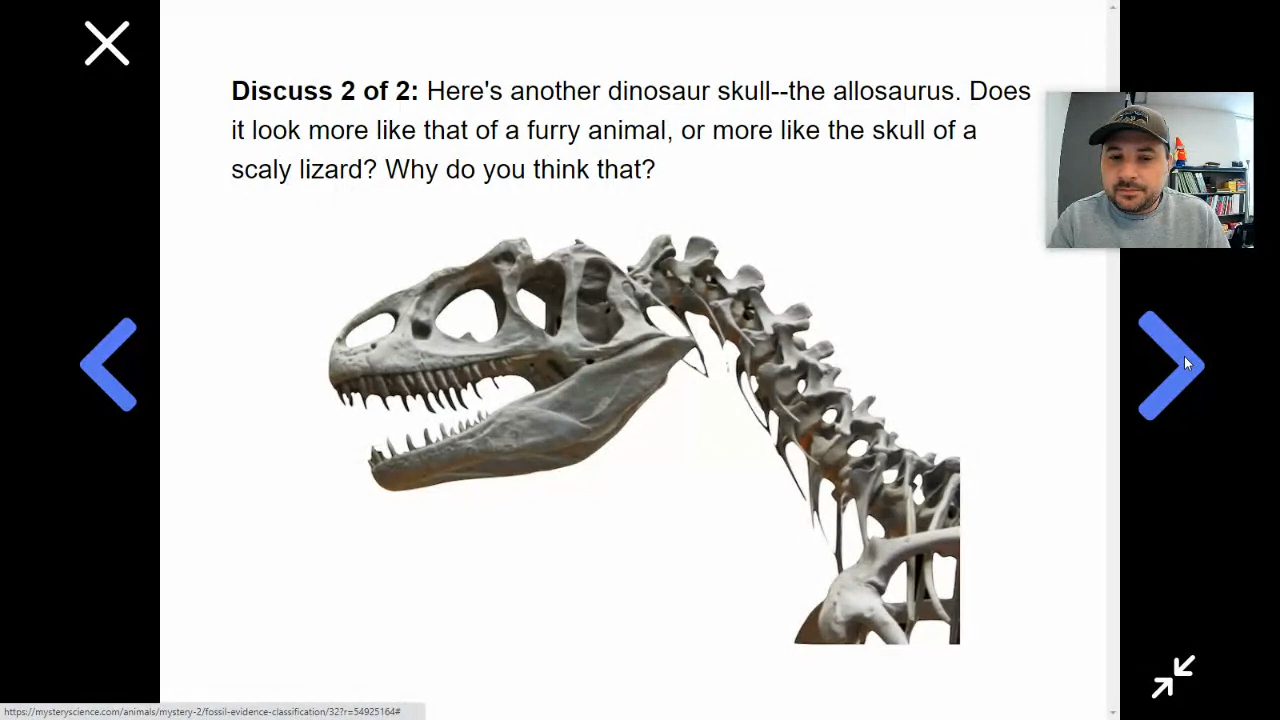 Discuss 2 of 2: Here's another dinosaur skull--the allosaurus. Does
it look more like that of a furry animal, or more like the skull of a
scaly lizard? Why do you think that?
https://mysteryscience.com/animals/mystery-2/fossil-evidence-classification/32?r=54925164#